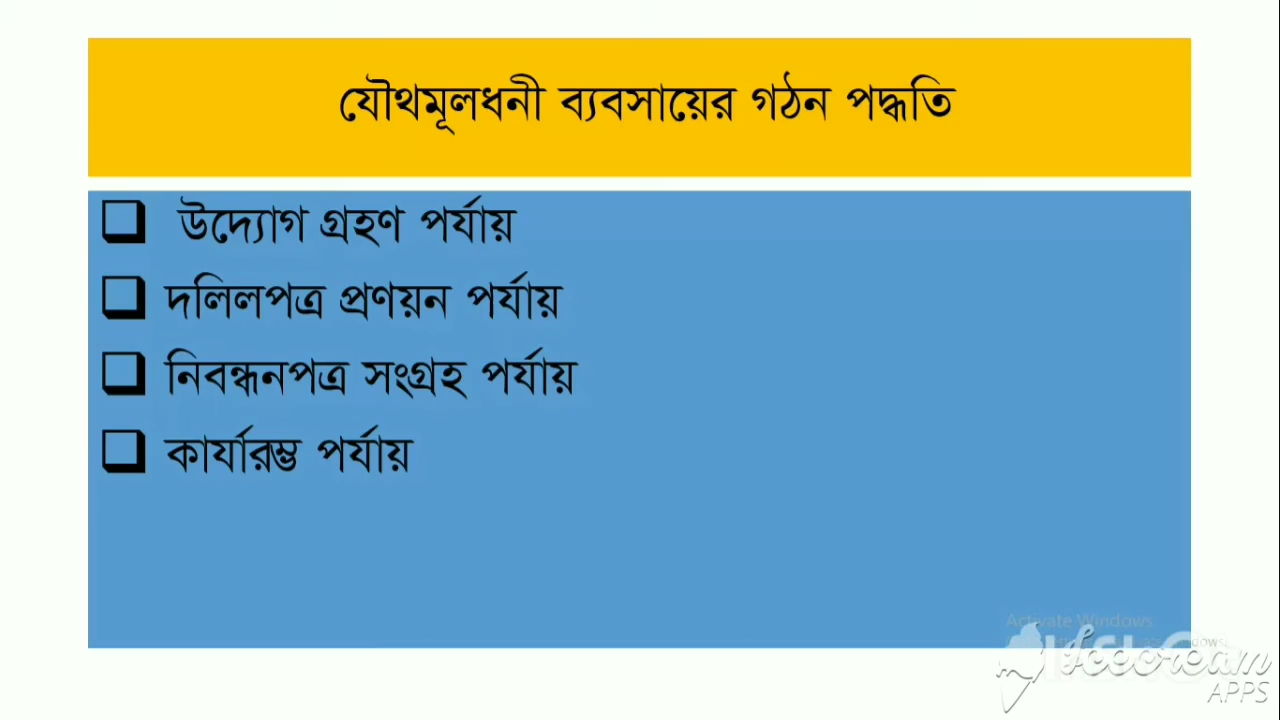 যৌথমূলধনী ব্যবসায়ের গঠন পদ্ধতি
উদ্যোগ গ্রহণ পর্যায়
দলিলপত্র প্রণয়ন পর্যায়
নিবন্ধনপত্র সংগ্রহ পর্যায়
কার্যারম্ভ পর্যায়
Activate Windows
Icecream
APPS